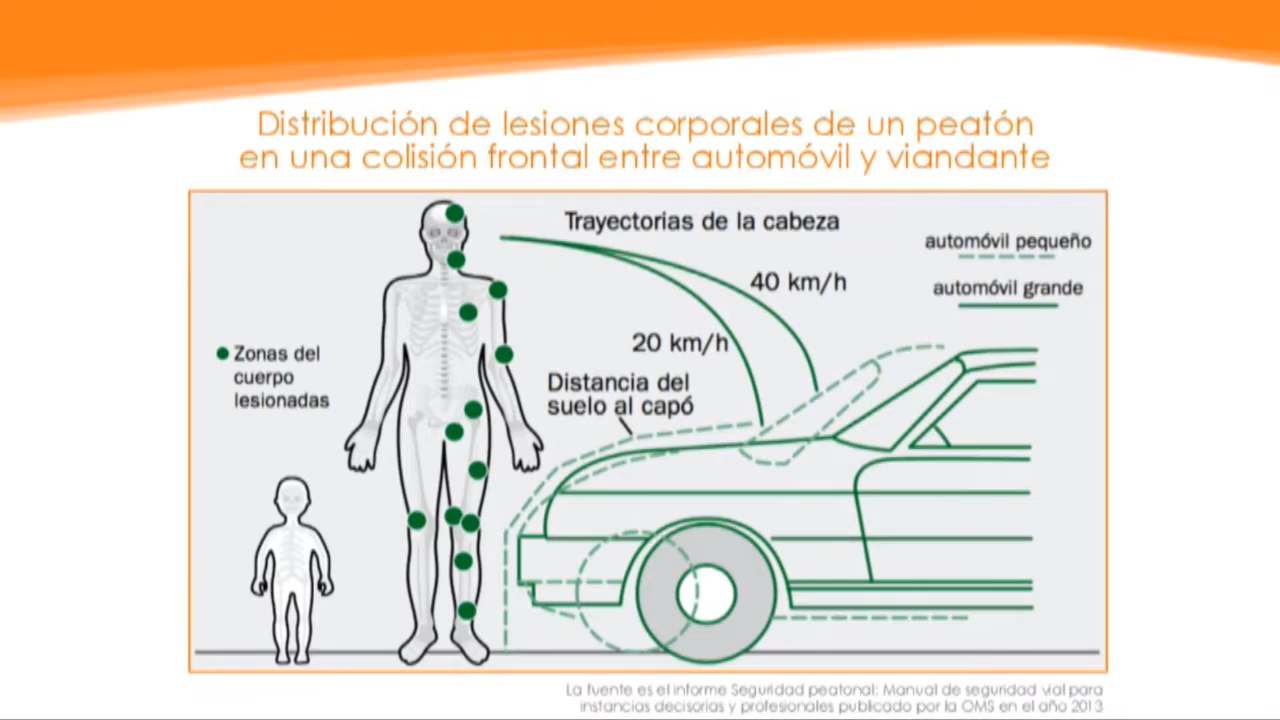 Distribución de lesiones corporales de un peatón
en una colisión frontal entre automóvil y viandante
Trayectorias de la cabeza
automóvil pequeño
40 km/h
automóvil grande
20 km/h
Zonas del
cuerpo
lesionadas
Distancia del
suelo al capó
La fuente es el informe Seguridad peatonal: Manual de seguridad vial para
instancias decisorias y profesionales publicado por la OMS en el año 2013